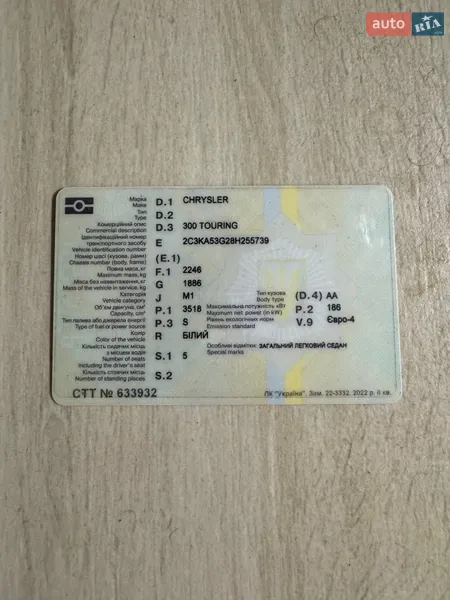 auto RIA
Марка D.1 CHRYSLER
Make
Тип D.2
Type
Комерційний опис D.3 300 TOURING
Commercial description
Ідентифікаційний номер
транспортного засобу E 2C3KA53G28H255739
Vehicle identification number
Номер шасі (кузова, рами) (E.1)
Chassis number (body, frame)
Повна маса, кг F.1 2246
Maximum mass, kg
Маса без навантаження, кг G 1886
Mass of the vehicle in service, kg
Категорія J M1 Тип кузова (D.4) AA
Vehicle category Body type
Об'єм двигуна, см³ P.1 3518 Максимальна потужність кВт P.2 186
Capacity, cm³ Maximum net power (in kW)
Тип палива або джерела енергії P.3 S Рівень екологічних норм V.9 Євро-4
Type of fuel or power source Emission standard
Колір R БІЛИЙ
Color of the vehicle
Кількість сидячих місць Особливі відмітки: ЗАГАЛЬНИЙ ЛЕГКОВИЙ СЕДАН
з місцем водія S.1 5 Special marks
Number of seats
Including the driver's seat
Кількість стоячих місць S.2
Number of standing places
СТТ № 633932 ПК "Україна". Зам. 22-3332. 2022 р. II кв.